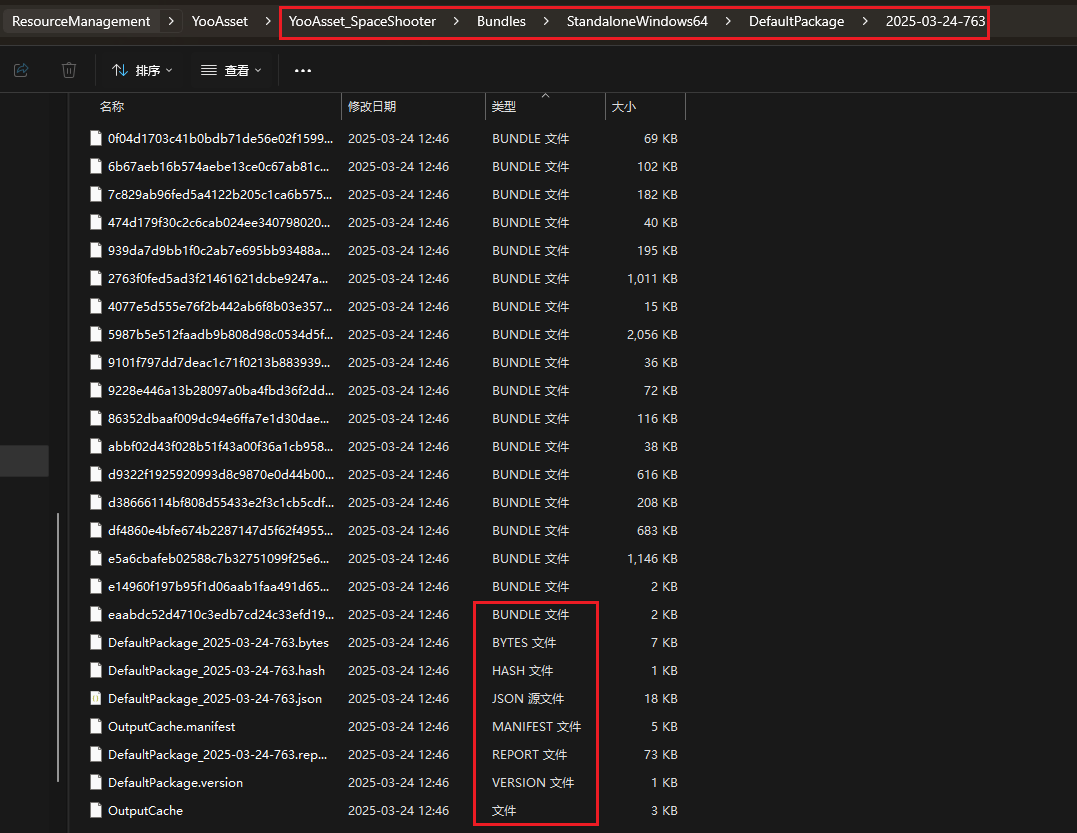 ResourceManagement > YooAsset > YooAsset_SpaceShooter > Bundles > StandaloneWindows64 > DefaultPackage > 2025-03-24-763
排序 查看 •••
名称 修改日期 类型 大小
0f04d1703c41b0bdb71de56e02f1599... 2025-03-24 12:46 BUNDLE 文件 69 KB
6b67aeb16b574aebe13ce0c67ab81c... 2025-03-24 12:46 BUNDLE 文件 102 KB
7c829ab96fed5a4122b205c1ca6b575... 2025-03-24 12:46 BUNDLE 文件 182 KB
474d179f30c2c6cab024ee340798020... 2025-03-24 12:46 BUNDLE 文件 40 KB
939da7d9bb1f0c2ab7e695bb93488a... 2025-03-24 12:46 BUNDLE 文件 195 KB
2763f0fed5ad3f21461621dcbe9247a... 2025-03-24 12:46 BUNDLE 文件 1,011 KB
4077e5d555e76f2b442ab6f8b03e357... 2025-03-24 12:46 BUNDLE 文件 15 KB
5987b5e512faadb9b808d98c0534d5f... 2025-03-24 12:46 BUNDLE 文件 2,056 KB
9101f797dd7deac1c71f0213b883939... 2025-03-24 12:46 BUNDLE 文件 36 KB
9228e446a13b28097a0ba4fbd36f2dd... 2025-03-24 12:46 BUNDLE 文件 72 KB
86352dbaaf009dc94e6ffa7e1d30dae... 2025-03-24 12:46 BUNDLE 文件 116 KB
abbf02d43f028b51f43a00f36a1cb958... 2025-03-24 12:46 BUNDLE 文件 38 KB
d9322f1925920993d8c9870e0d44b00... 2025-03-24 12:46 BUNDLE 文件 616 KB
d38666114bf808d55433e2f3c1cb5cdf... 2025-03-24 12:46 BUNDLE 文件 208 KB
df4860e4bfe674b2287147d5f62f4955... 2025-03-24 12:46 BUNDLE 文件 683 KB
e5a6cbafeb02588c7b32751099f25e6... 2025-03-24 12:46 BUNDLE 文件 1,146 KB
e14960f197b95f1d06aab1faa491d65... 2025-03-24 12:46 BUNDLE 文件 2 KB
eaabdc52d4710c3edb7cd24c33efd19... 2025-03-24 12:46 BUNDLE 文件 2 KB
DefaultPackage_2025-03-24-763.bytes 2025-03-24 12:46 BYTES 文件 7 KB
DefaultPackage_2025-03-24-763.hash 2025-03-24 12:46 HASH 文件 1 KB
DefaultPackage_2025-03-24-763.json 2025-03-24 12:46 JSON 源文件 18 KB
OutputCache.manifest 2025-03-24 12:46 MANIFEST 文件 5 KB
DefaultPackage_2025-03-24-763.rep... 2025-03-24 12:46 REPORT 文件 73 KB
DefaultPackage.version 2025-03-24 12:46 VERSION 文件 1 KB
OutputCache 2025-03-24 12:46 文件 3 KB